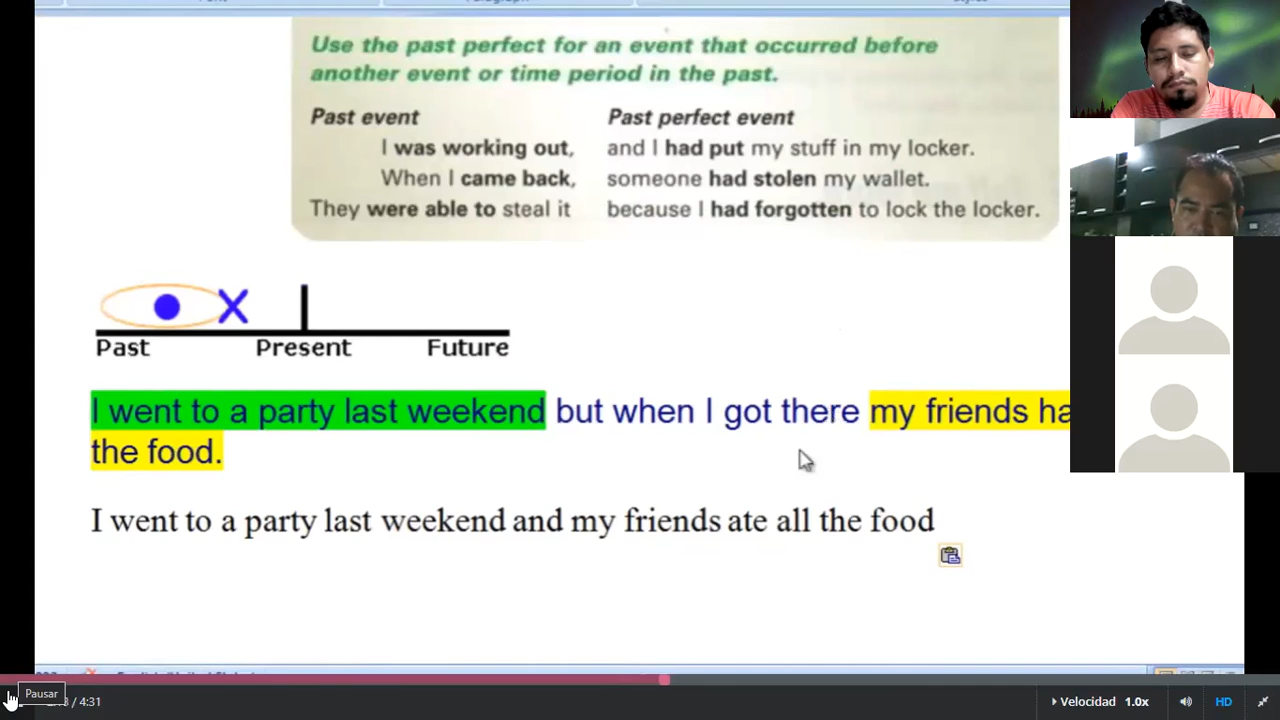 Use the past perfect for an event that occurred before
another event or time period in the past.
Past event Past perfect event
I was working out, and I had put my stuff in my locker.
When I came back, someone had stolen my wallet.
They were able to steal it because I had forgotten to lock the locker.
Past Present Future
I went to a party last weekend but when I got there my friends
the food.
I went to a party last weekend and my friends ate all the food
Pausar
/ 4:31
Velocidad 1.0x
HD